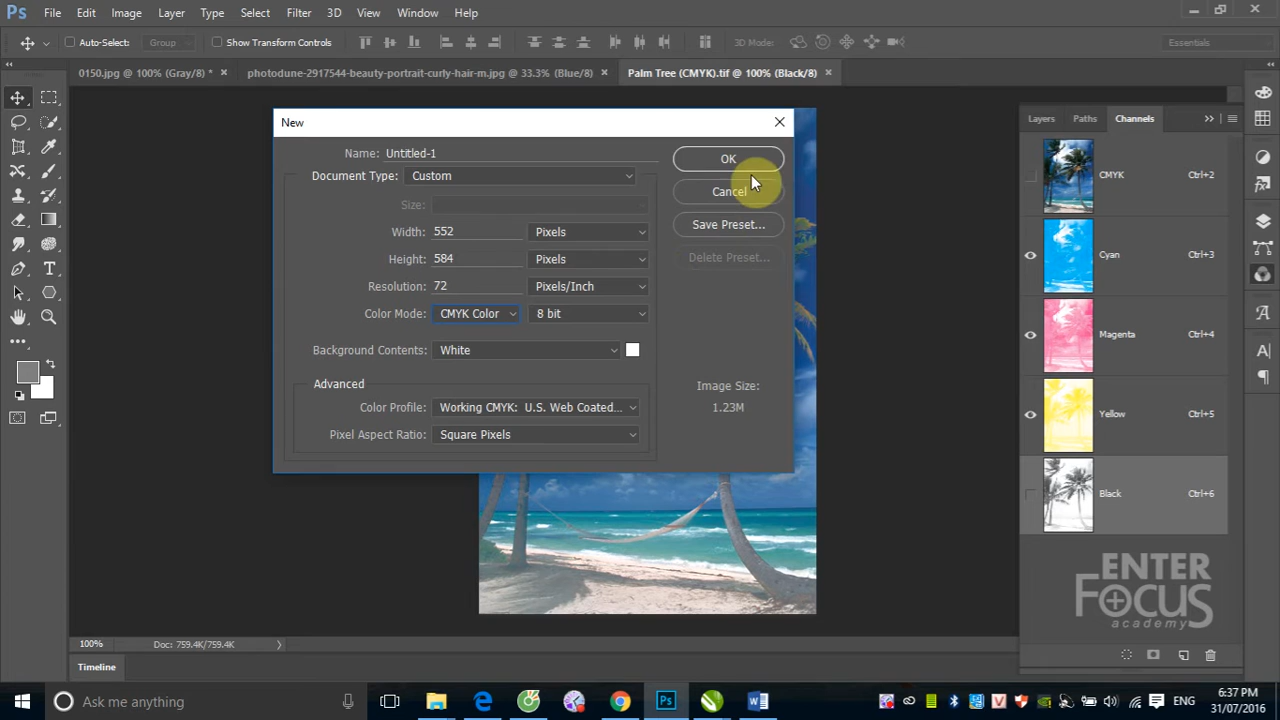 Ps File Edit Image Layer Type Select Filter 3D View Window Help
Auto-Select: Group Show Transform Controls 3D Mode: Essentials
0150.jpg @ 100% (Gray/8) * × photodune-2917544-beauty-portrait-curly-hair-m.jpg @ 33.3% (Blue/8) × Palm Tree (CMYK).tif @ 100% (Black/8) ×
Layers Paths Channels
CMYK Ctrl+2
Cyan Ctrl+3
Magenta Ctrl+4
Yellow Ctrl+5
Black Ctrl+6
New
Name: Untitled-1
OK
Document Type: Custom
Cancel
Size:
Width: 552 Pixels
Save Preset...
Height: 584 Pixels
Delete Preset...
Resolution: 72 Pixels/Inch
Color Mode: CMYK Color 8 bit
Background Contents: White
Advanced
Image Size:
1.23M
Color Profile: Working CMYK: U.S. Web Coated...
Pixel Aspect Ratio: Square Pixels
ENTER
FOCUS
academy
100% Doc: 759.4K/759.4K
Timeline
Ask me anything
ENG
6:37 PM
31/07/2016